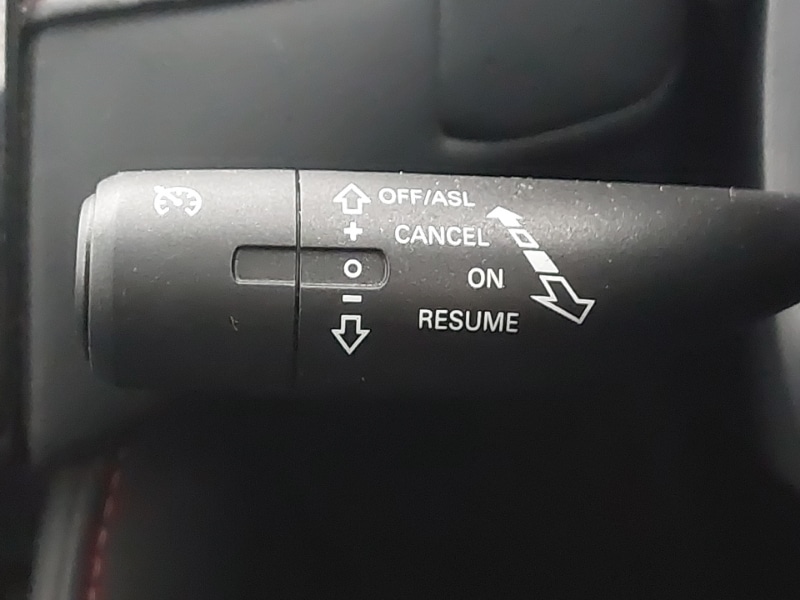 OFF/ASL
+ CANCEL
O ON
− RESUME